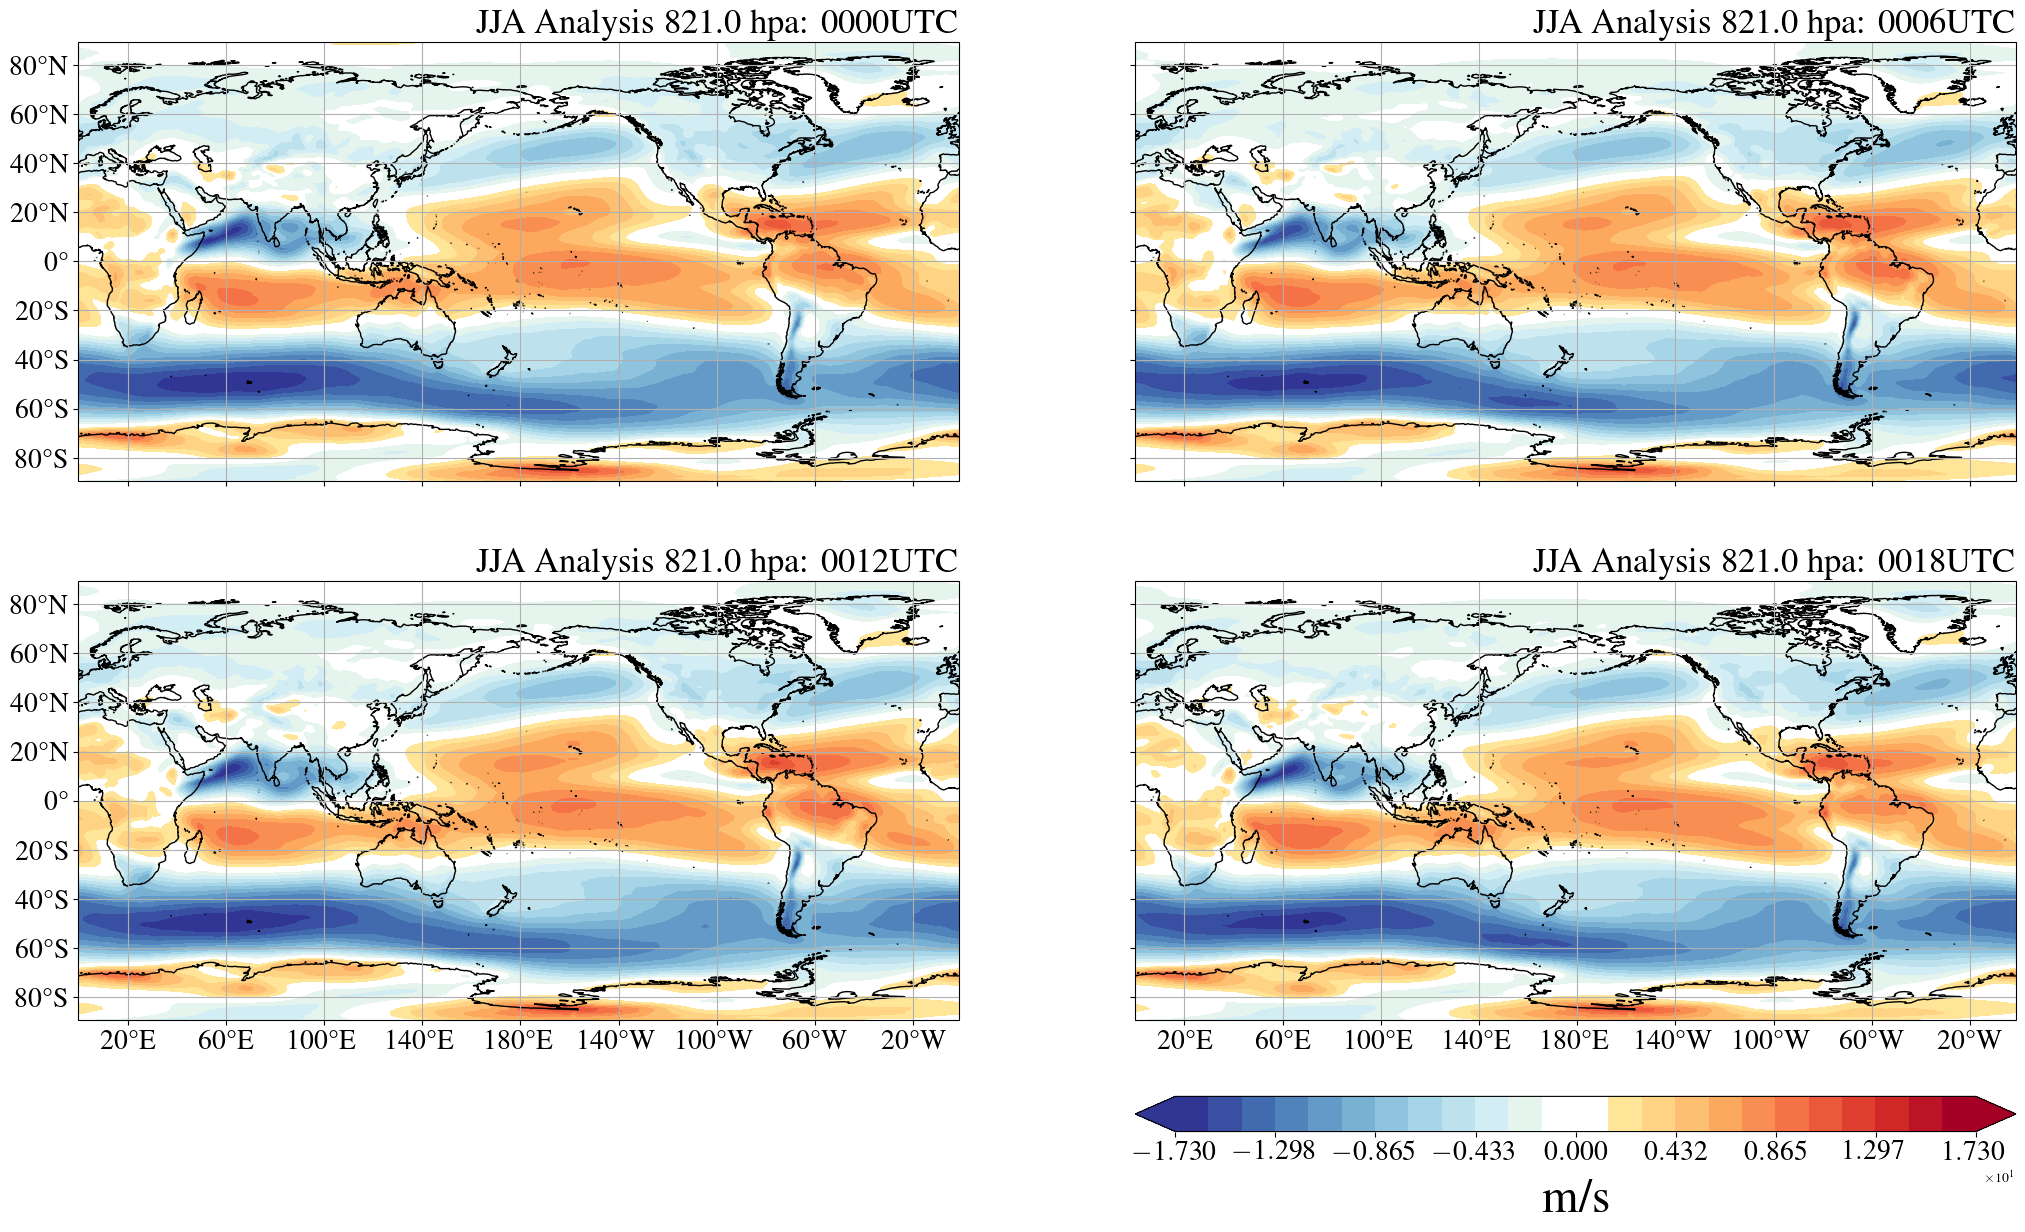 JJA Analysis 821.0 hpa: 0000UTC
JJA Analysis 821.0 hpa: 0006UTC
80°N
60°N
40°N
20°N
0°
20°S
40°S
60°S
80°S
JJA Analysis 821.0 hpa: 0012UTC
JJA Analysis 821.0 hpa: 0018UTC
80°N
60°N
40°N
20°N
0°
20°S
40°S
60°S
80°S
20°E 60°E 100°E 140°E 180°E 140°W 100°W 60°W 20°W
20°E 60°E 100°E 140°E 180°E 140°W 100°W 60°W 20°W
−1.730 −1.298 −0.865 −0.433 0.000 0.432 0.865 1.297 1.730
×10¹
m/s